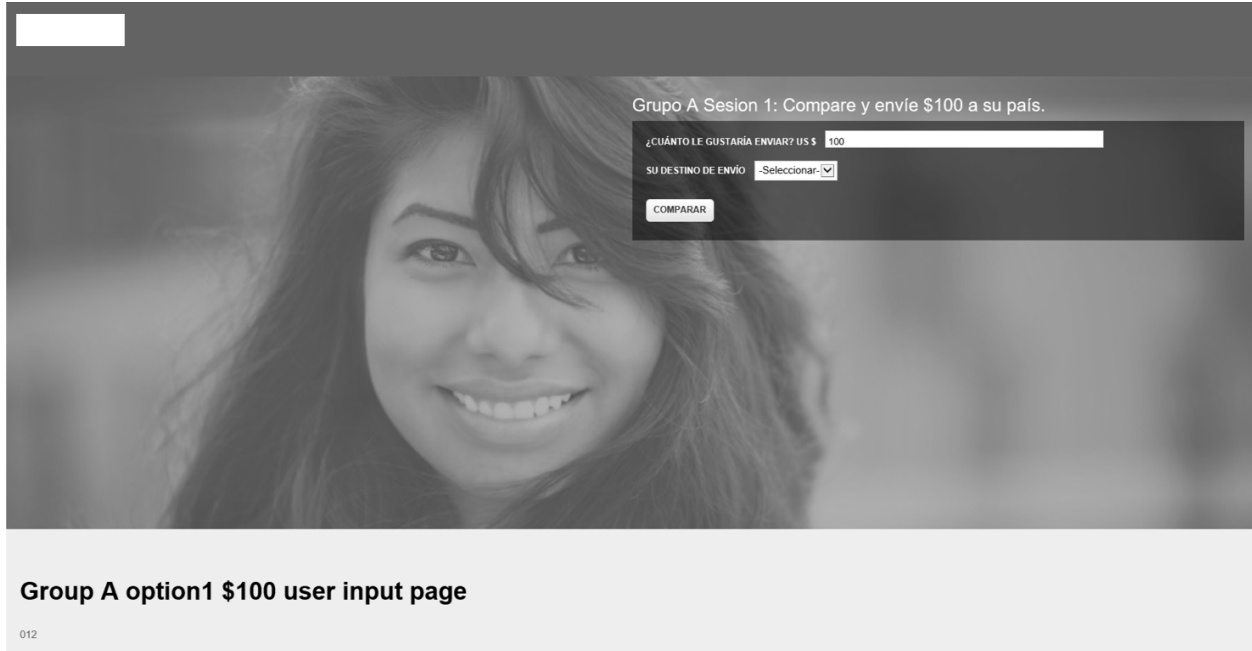 Grupo A Sesion 1: Compare y envíe $100 a su país.
¿CUÁNTO LE GUSTARÍA ENVIAR? US $ 100
SU DESTINO DE ENVÍO -Seleccionar-
COMPARAR
Group A option1 $100 user input page
012